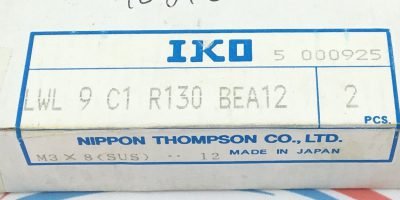 IKO 5 000925
LWL 9 C1 R130 BEA12 2
PCS.
NIPPON THOMPSON CO., LTD.
M3 × 8(SUS) ·· 12 MADE IN JAPAN